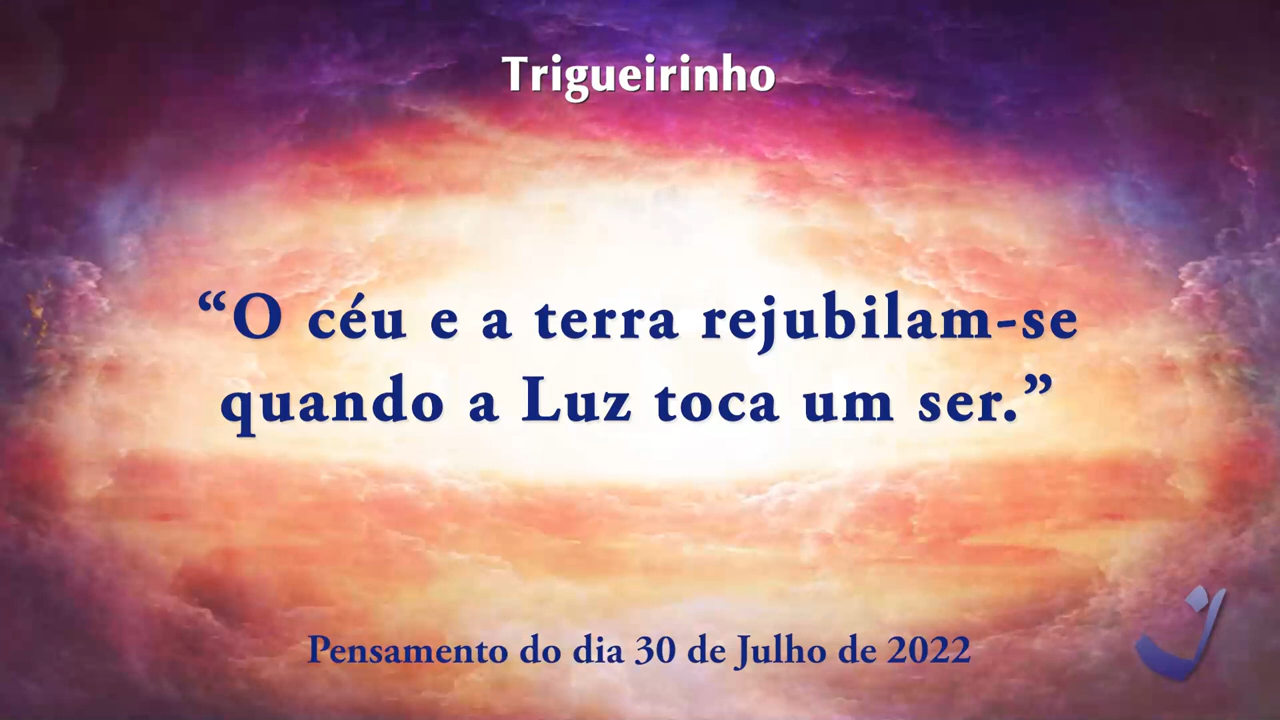 Trigueirinho
“O céu e a terra rejubilam-se
quando a Luz toca um ser.”
Pensamento do dia 30 de Julho de 2022